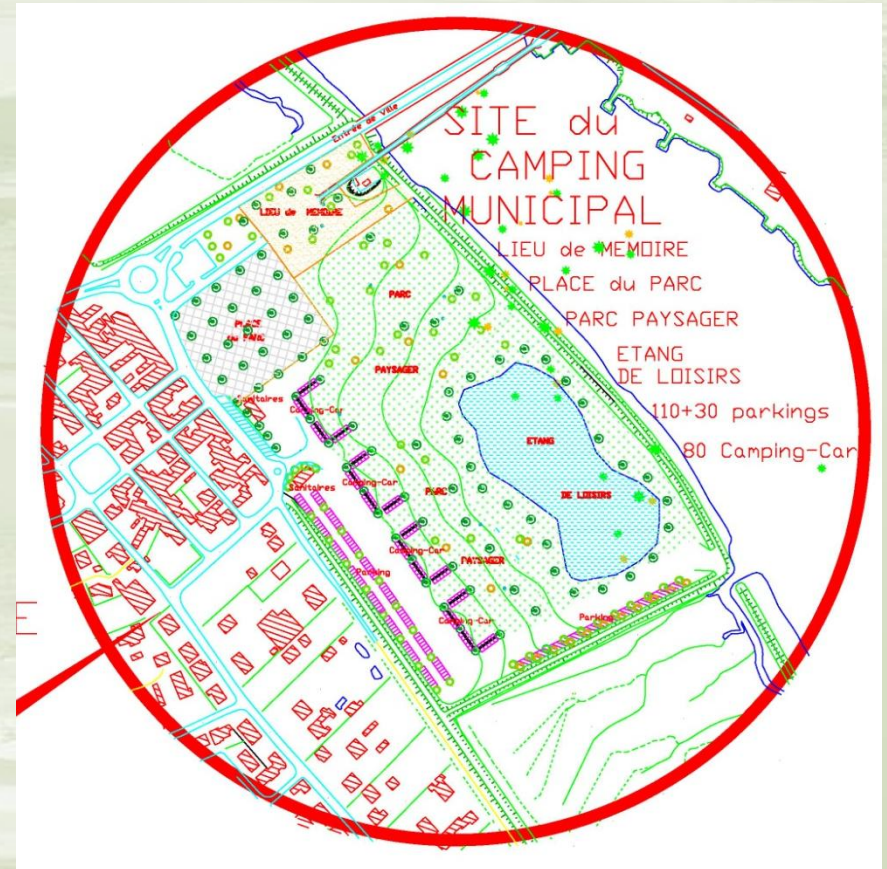 Entrée de Ville
SITE du
CAMPING
MUNICIPAL
LIEU de MEMOIRE
PLACE du PARC
PARC PAYSAGER
ETANG
DE LOISIRS
110+30 parkings
80 Camping-Car
LIEU de MEMOIRE
PARC
PLACE
du PARC
PAYSAGER
Sanitaires
Camping-Car
ETANG
Sanitaires
Camping-Car
PARC
DE LOISIRS
Camping-Car
Parking
PAYSAGER
Camping-Car
Parking
E